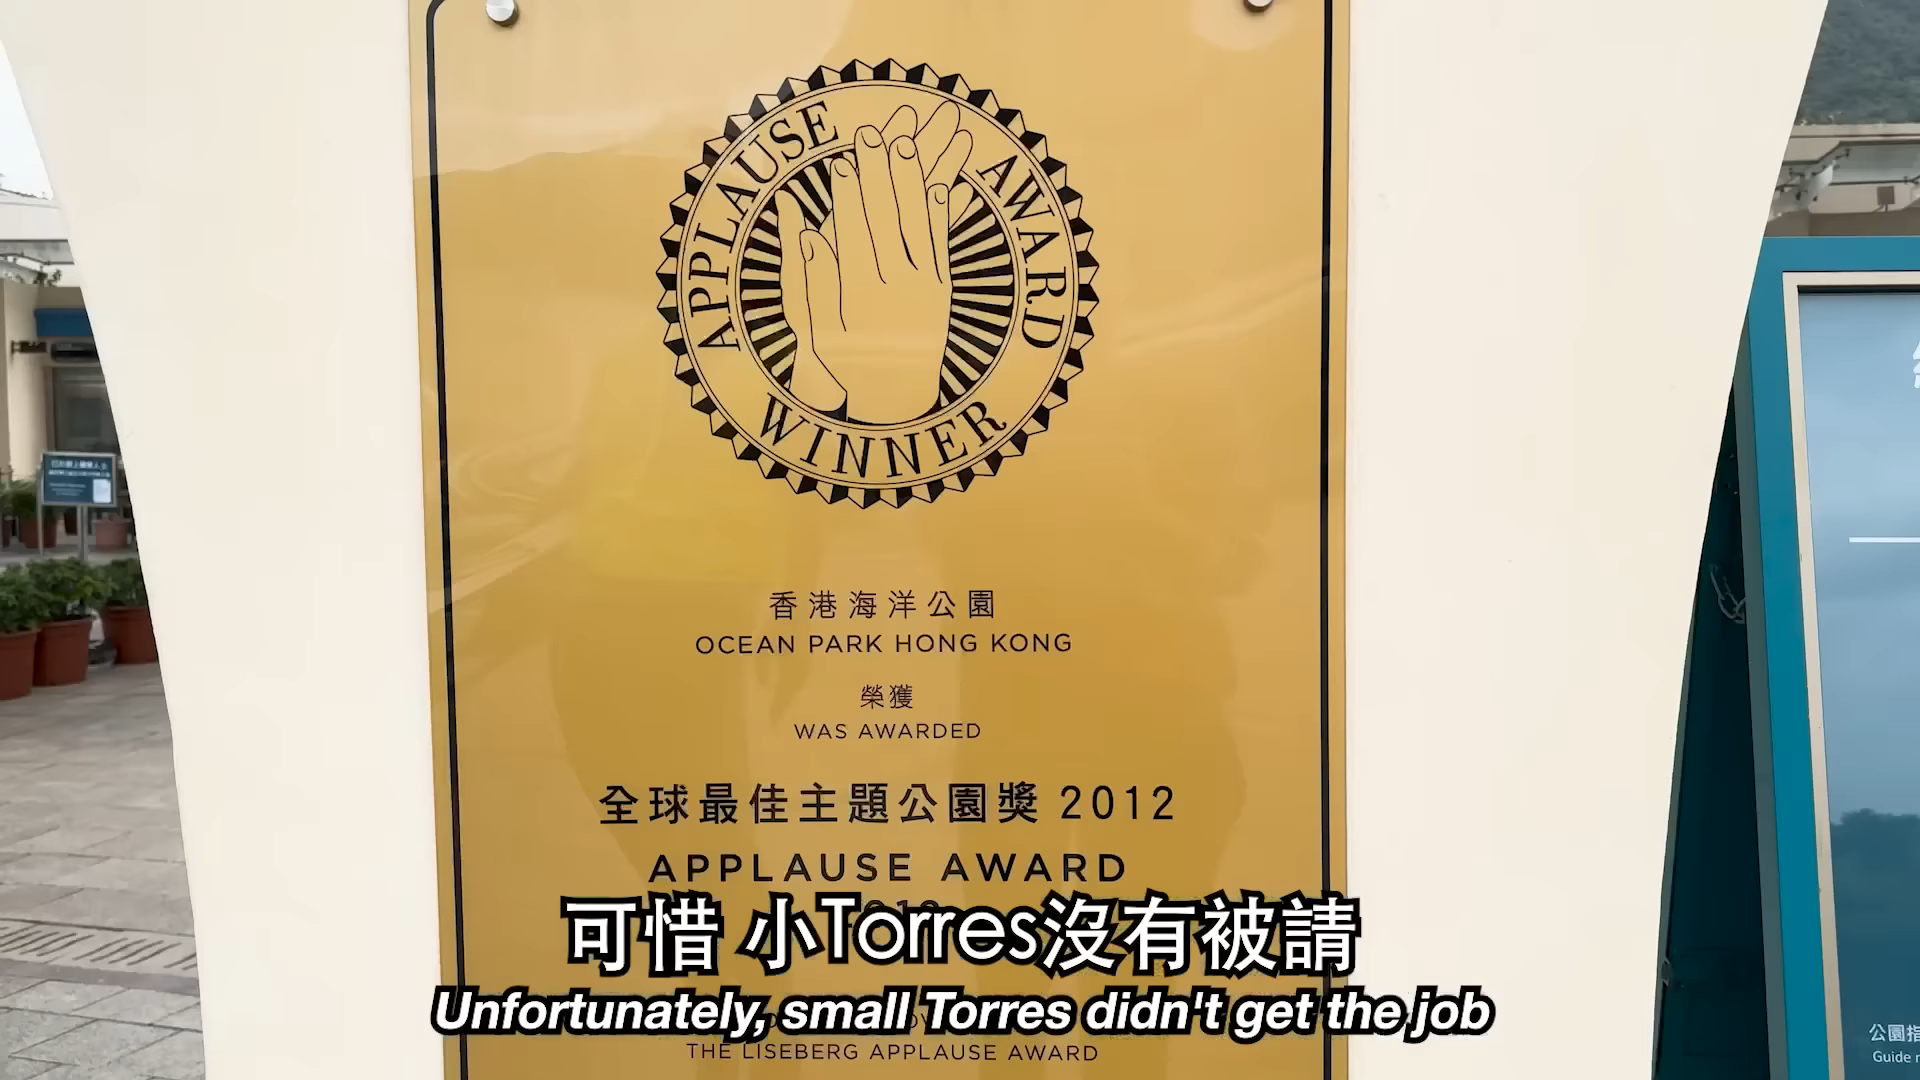 APPLAUSE AWARD
WINNER
香港海洋公園
OCEAN PARK HONG KONG
榮獲
WAS AWARDED
全球最佳主題公園獎 2012
APPLAUSE AWARD
可惜 小Torres沒有被請
Unfortunately, small Torres didn't get the job
THE LISEBERG APPLAUSE AWARD
公園指
Guide